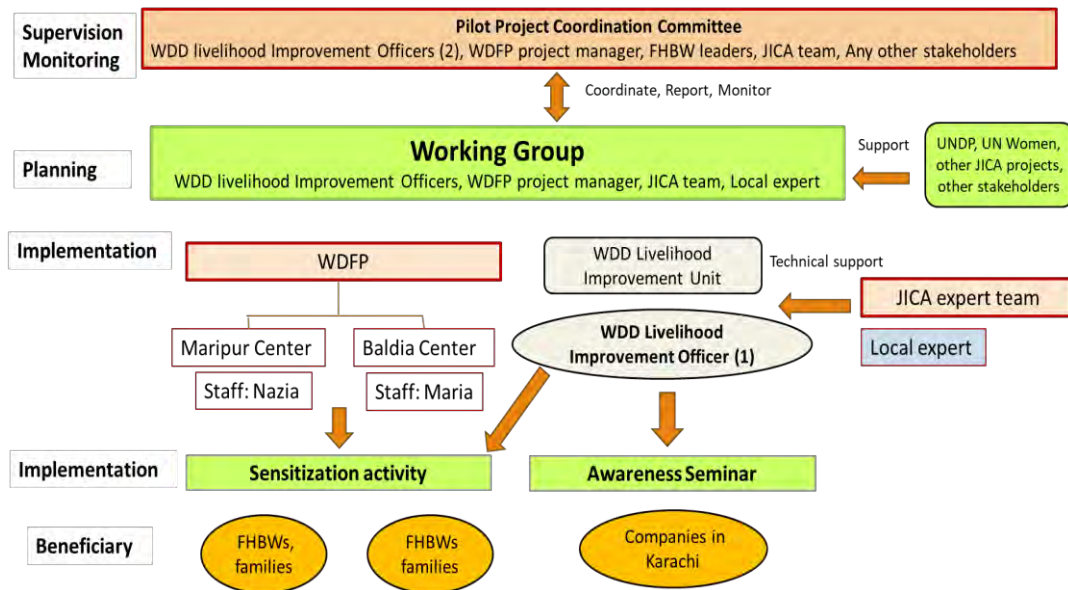 Supervision
Monitoring
Pilot Project Coordination Committee
WDD livelihood Improvement Officers (2), WDFP project manager, FHBW leaders, JICA team, Any other stakeholders
Coordinate, Report, Monitor
Planning
Working Group
WDD livelihood Improvement Officers, WDFP project manager, JICA team, Local expert
Support
UNDP, UN Women,
other JICA projects,
other stakeholders
Implementation
WDFP
WDD Livelihood
Improvement Unit
Technical support
JICA expert team
Local expert
Maripur Center
Baldia Center
WDD Livelihood
Improvement Officer (1)
Staff: Nazia
Staff: Maria
Implementation
Sensitization activity
Awareness Seminar
Beneficiary
FHBWs,
families
FHBWs
families
Companies in
Karachi